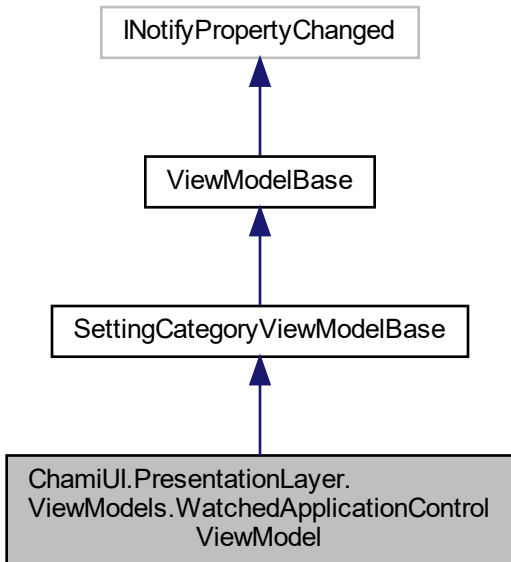 INotifyPropertyChanged
ViewModelBase
SettingCategoryViewModelBase
ChamiUI.PresentationLayer.
ViewModels.WatchedApplicationControl
ViewModel